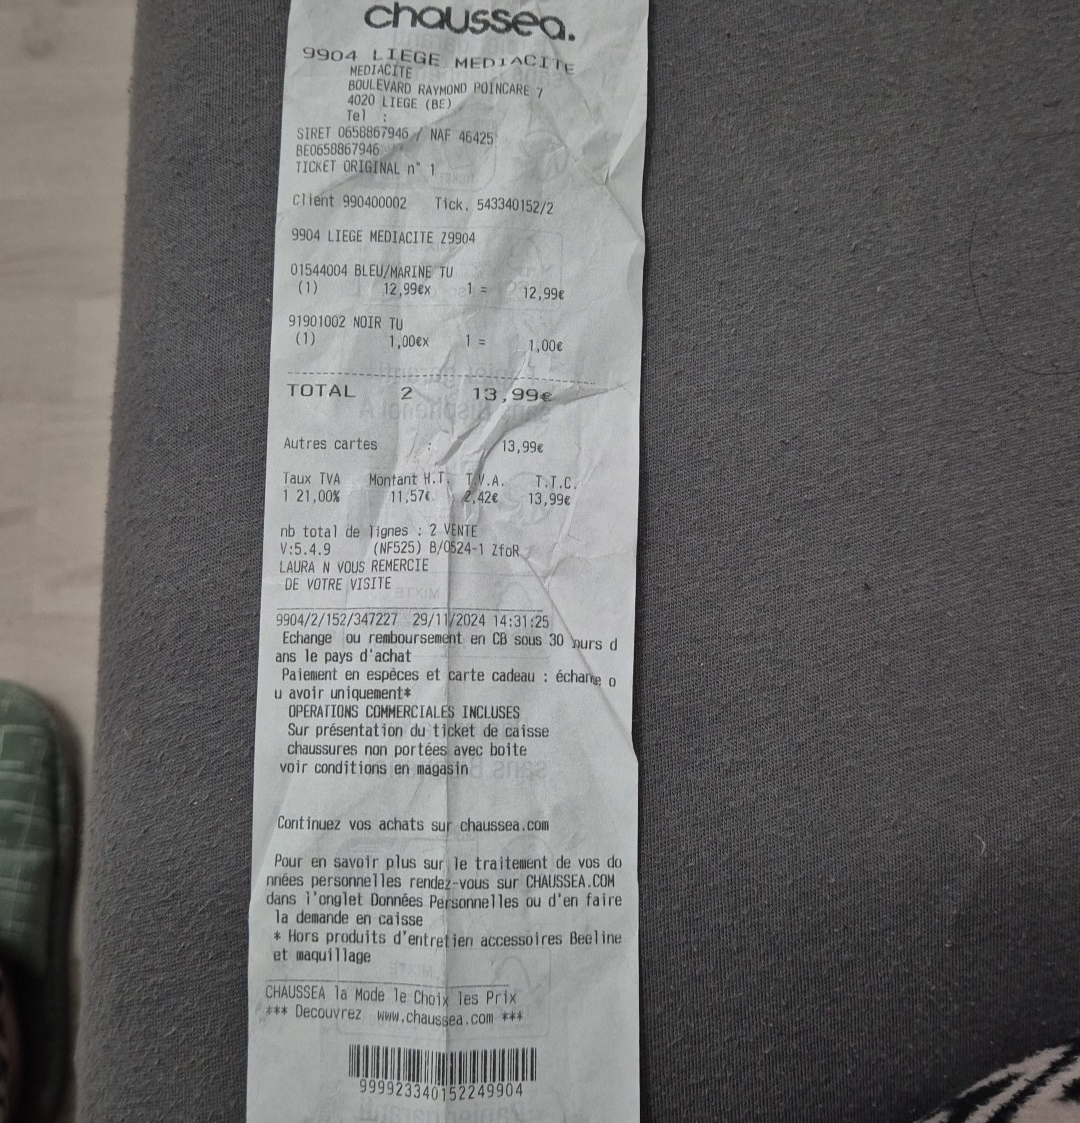 chaussea.
9904 LIEGE MEDIACITE
MEDIACITE
BOULEVARD RAYMOND POINCARE 7
4020 LIEGE (BE)
Tel :
SIRET 0658867946 / NAF 46425
BE0658867946
TICKET ORIGINAL n° 1
Client 990400002 Tick. 543340152/2
9904 LIEGE MEDIACITE Z9904
01544004 BLEU/MARINE TU
(1) 12,99€x 1 = 12,99€
91901002 NOIR TU
(1) 1,00€x 1 = 1,00€
TOTAL 2 13,99€
Autres cartes : 13,99€
Taux TVA Montant H.T. T.V.A. T.T.C.
1 21,00% 11,57€ 2,42€ 13,99€
nb total de lignes : 2 VENTE
V:5.4.9 (NF525) B/0524-1 ZfoR
LAURA N VOUS REMERCIE
DE VOTRE VISITE
9904/2/152/347227 29/11/2024 14:31:25
Echange ou remboursement en CB sous 30 ours d
ans le pays d'achat
Paiement en espèces et carte cadeau : échange o
u avoir uniquement*
OPERATIONS COMMERCIALES INCLUSES
Sur présentation du ticket de caisse
chaussures non portées avec boite
voir conditions en magasin
Continuez vos achats sur chaussea.com
Pour en savoir plus sur le traitement de vos do
nnées personnelles rendez-vous sur CHAUSSEA.COM
dans l'onglet Données Personnelles ou d'en faire
la demande en caisse
* Hors produits d'entretien accessoires Beeline
et maquillage
CHAUSSEA la Mode le Choix les Prix
*** Decouvrez www.chaussea.com ***
999923340152249904